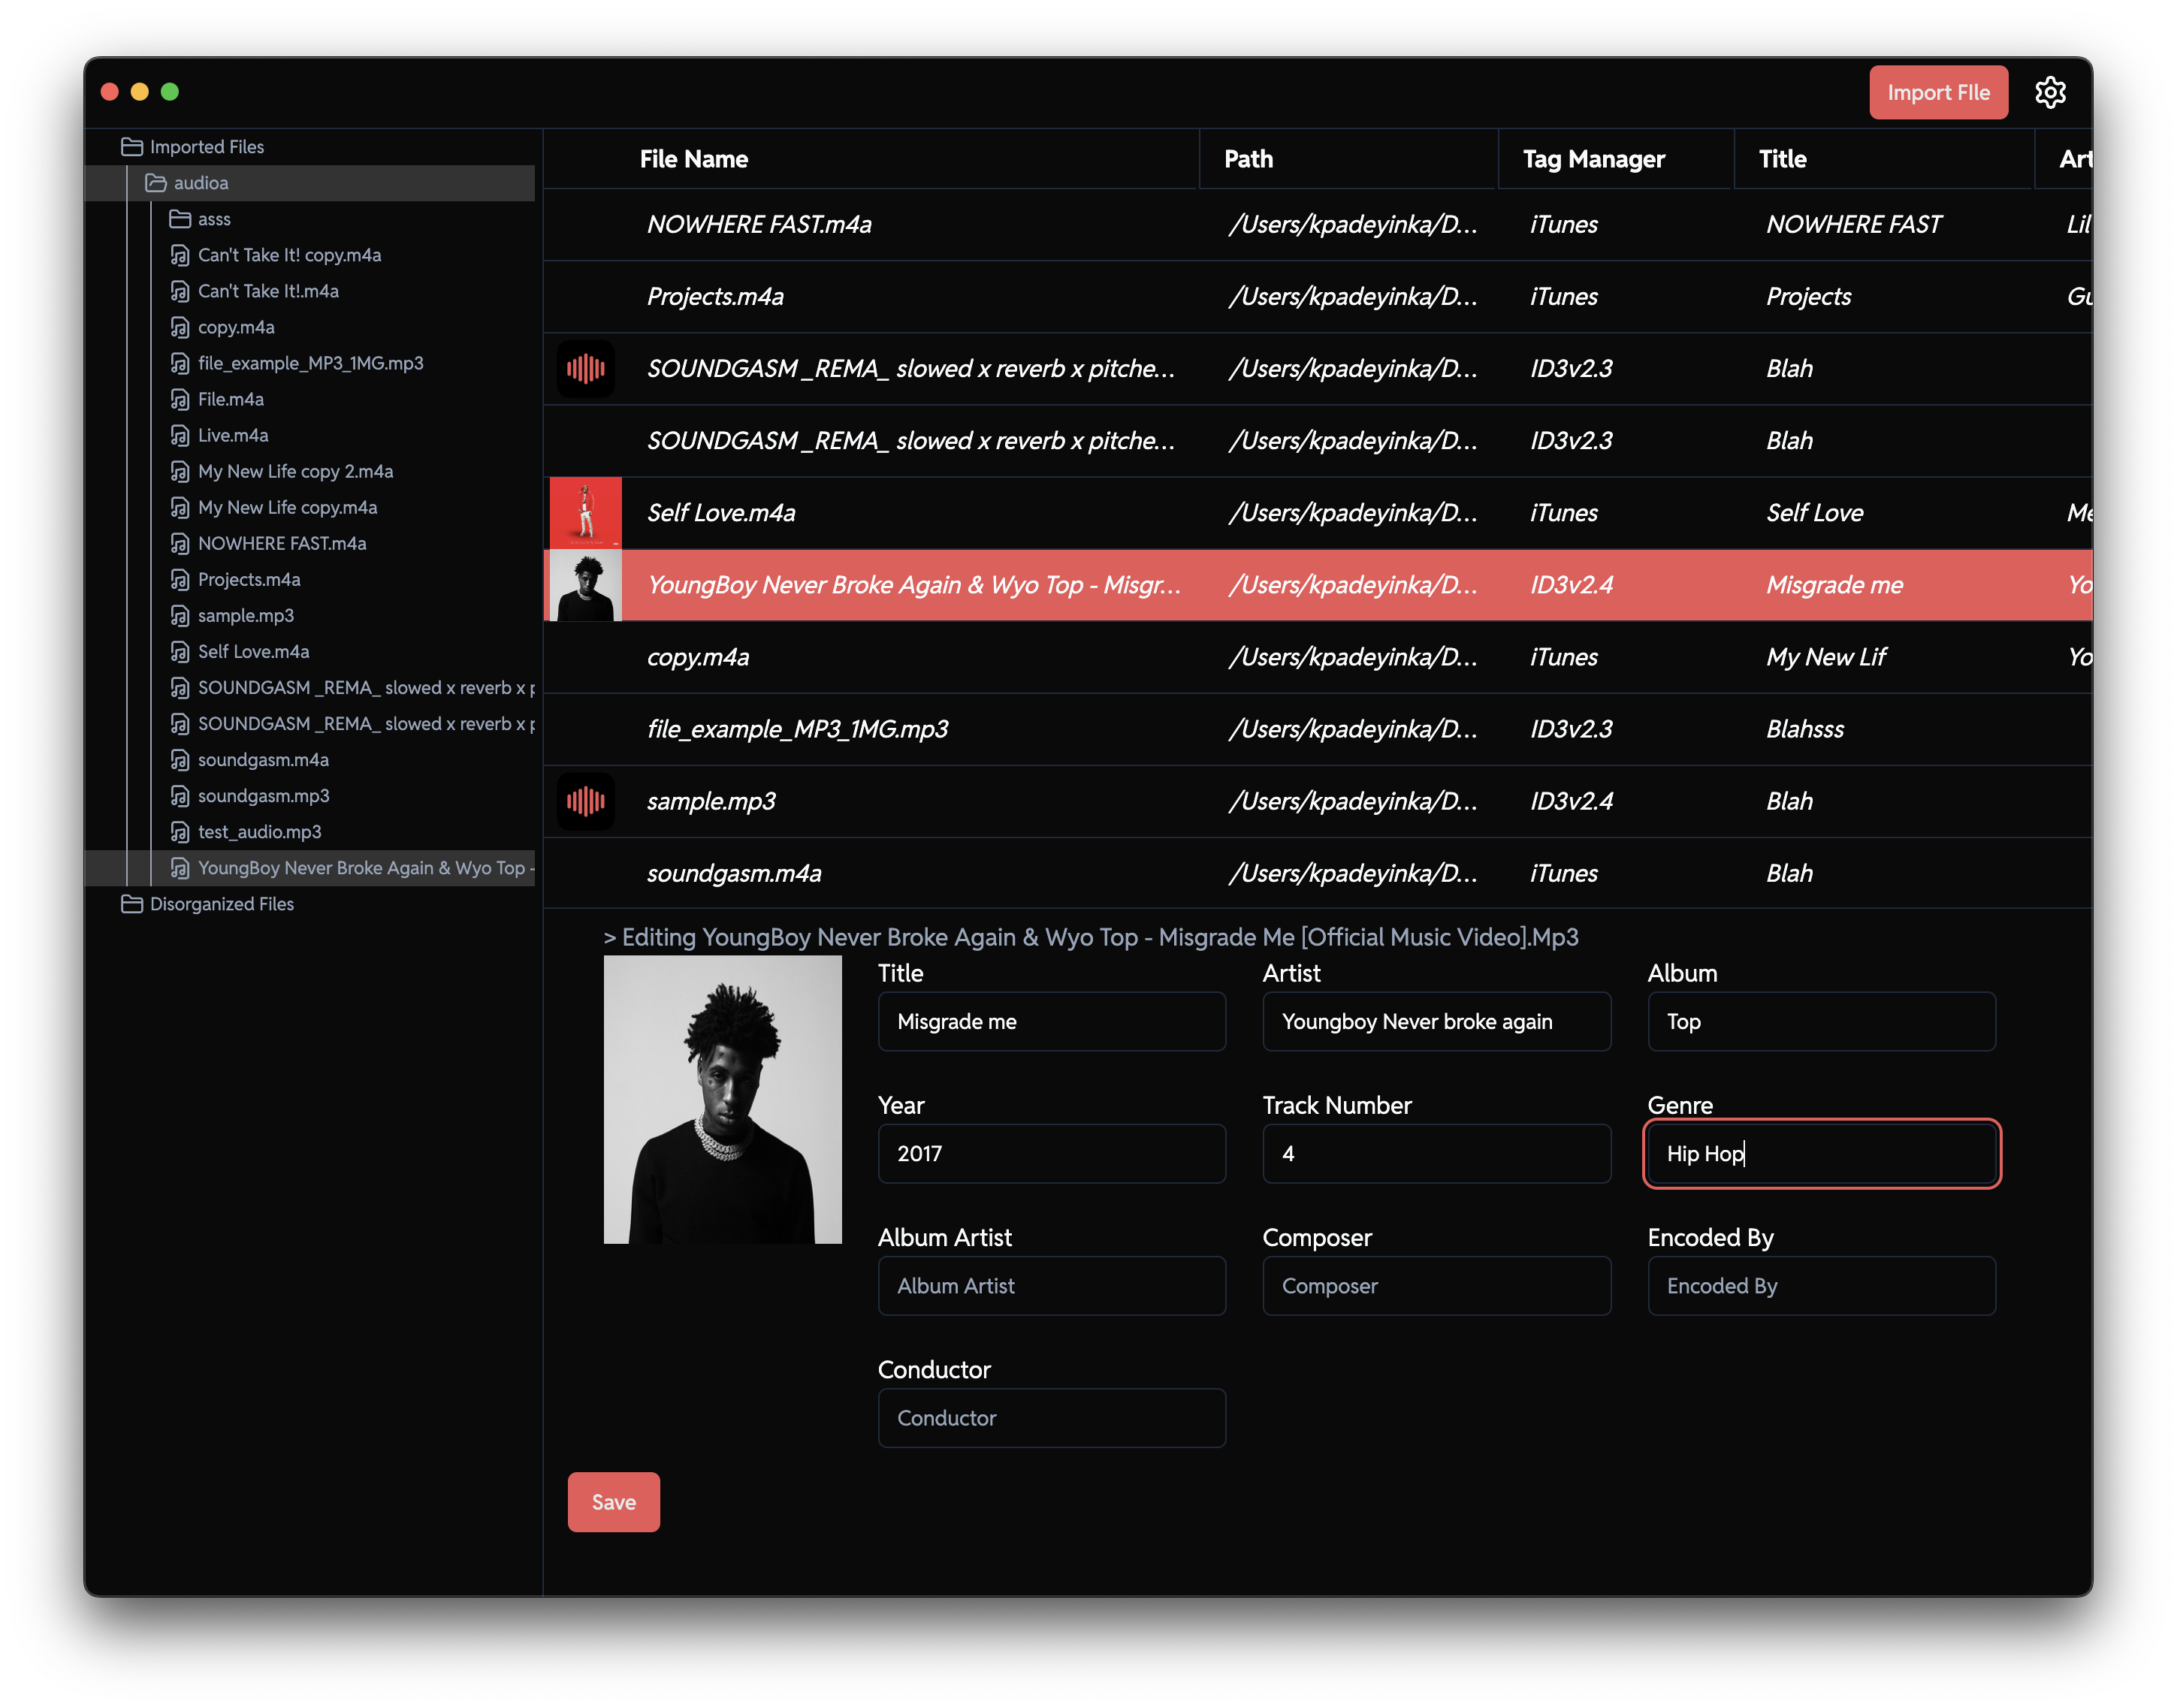 Import FIle
Imported Files
audioa
asss
Can't Take It! copy.m4a
Can't Take It!.m4a
copy.m4a
file_example_MP3_1MG.mp3
File.m4a
Live.m4a
My New Life copy 2.m4a
My New Life copy.m4a
NOWHERE FAST.m4a
Projects.m4a
sample.mp3
Self Love.m4a
SOUNDGASM _REMA_ slowed x reverb x p
SOUNDGASM _REMA_ slowed x reverb x p
soundgasm.m4a
soundgasm.mp3
test_audio.mp3
YoungBoy Never Broke Again & Wyo Top -
Disorganized Files
File Name Path Tag Manager Title Art
NOWHERE FAST.m4a /Users/kpadeyinka/D... iTunes NOWHERE FAST Lil
Projects.m4a /Users/kpadeyinka/D... iTunes Projects Gu
SOUNDGASM _REMA_ slowed x reverb x pitche... /Users/kpadeyinka/D... ID3v2.3 Blah
SOUNDGASM _REMA_ slowed x reverb x pitche... /Users/kpadeyinka/D... ID3v2.3 Blah
Self Love.m4a /Users/kpadeyinka/D... iTunes Self Love Me
YoungBoy Never Broke Again & Wyo Top - Misgr... /Users/kpadeyinka/D... ID3v2.4 Misgrade me Yo
copy.m4a /Users/kpadeyinka/D... iTunes My New Lif Yo
file_example_MP3_1MG.mp3 /Users/kpadeyinka/D... ID3v2.3 Blahsss
sample.mp3 /Users/kpadeyinka/D... ID3v2.4 Blah
soundgasm.m4a /Users/kpadeyinka/D... iTunes Blah
> Editing YoungBoy Never Broke Again & Wyo Top - Misgrade Me [Official Music Video].Mp3
Title Artist Album
Misgrade me Youngboy Never broke again Top
Year Track Number Genre
2017 4 Hip Hop
Album Artist Composer Encoded By
Album Artist Composer Encoded By
Conductor
Conductor
Save